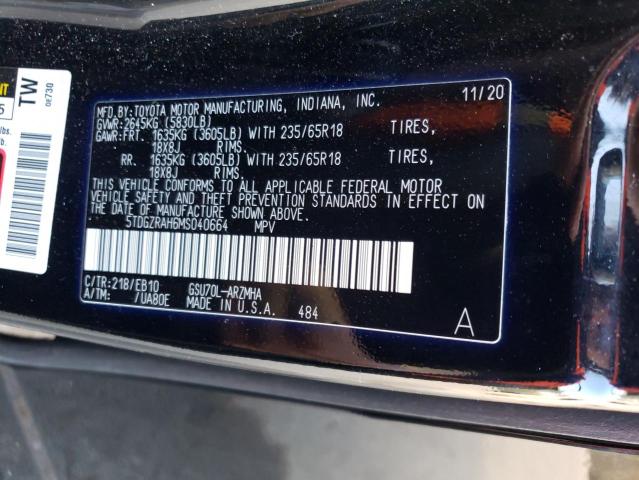 MFD.BY:TOYOTA MOTOR MANUFACTURING, INDIANA, INC. 11/20
GVWR:2645KG (5830LB)
GAWR:FRT. 1635KG (3605LB) WITH 235/65R18 TIRES,
18X8J RIMS.
RR. 1635KG (3605LB) WITH 235/65R18 TIRES,
18X8J RIMS.
THIS VEHICLE CONFORMS TO ALL APPLICABLE FEDERAL MOTOR
VEHICLE SAFETY AND THEFT PREVENTION STANDARDS IN EFFECT ON
THE DATE OF MANUFACTURE SHOWN ABOVE.
5TDGZRAH6MS040664 MPV
C/TR:218/EB10 GSU70L-ARZMHA
A/TM: /UA80E MADE IN U.S.A. 484
A
TW
0E730
5
lbs.